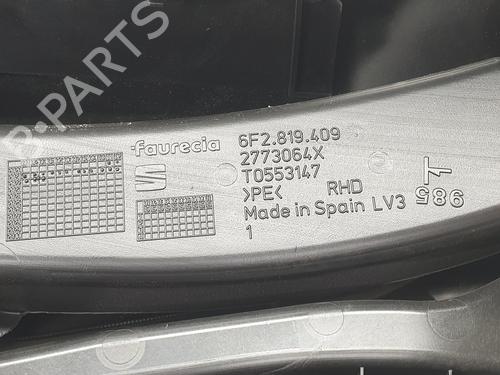 B-PARTS
faurecia
6F2.819.409
2773064X
T0553147
>PE< RHD
Made in Spain LV3
1
985